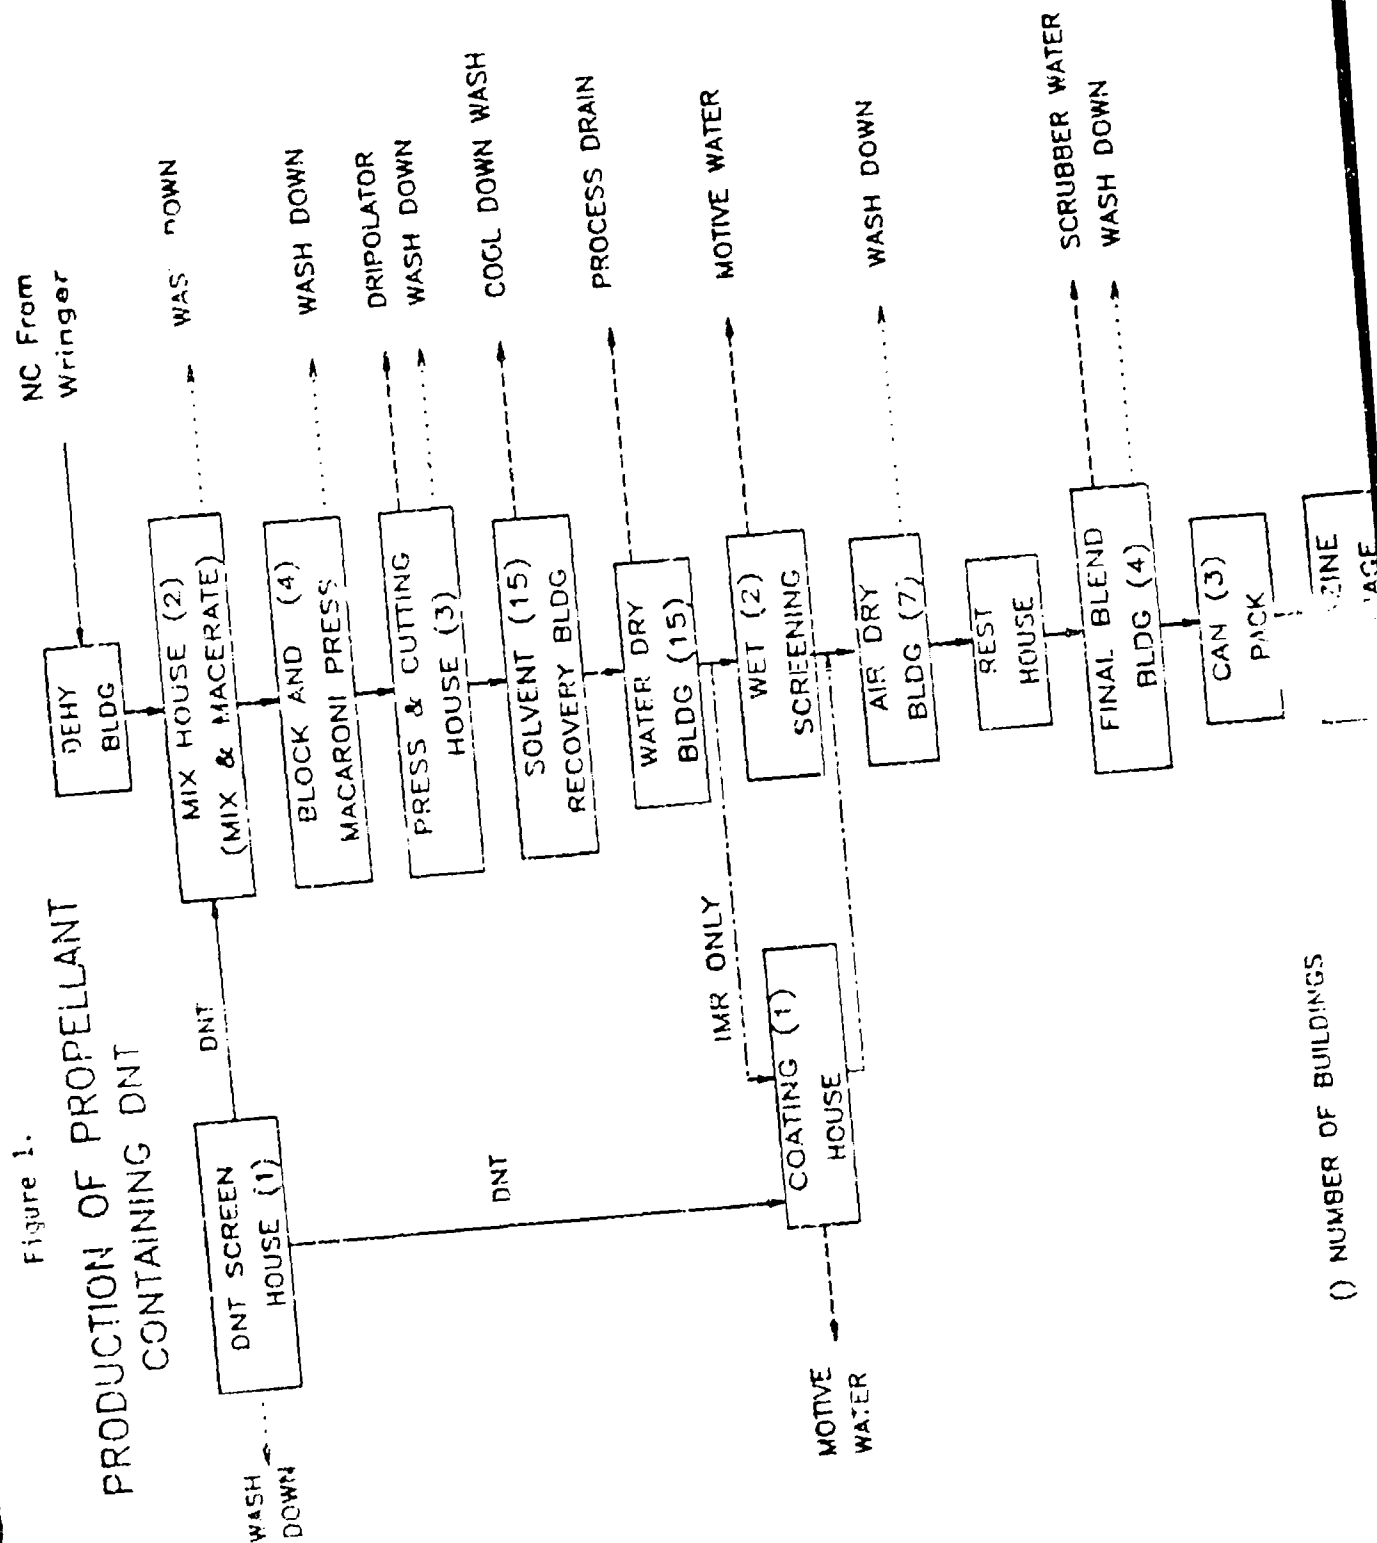 Figure 1.
PRODUCTION OF PROPELLANT
CONTAINING DNT
NC From
Wringer
DEHY
BLDG
DNT SCREEN
HOUSE (1)
WASH
DOWN
DNT
DNT
MIX HOUSE (2)
(MIX & MACERATE)
WAS DOWN
BLOCK AND (4)
MACARONI PRESS
WASH DOWN
PRESS & CUTTING
HOUSE (3)
DRIPOLATOR
WASH DOWN
SOLVENT (15)
RECOVERY BLDG
COOL DOWN WASH
WATER DRY
BLDG (15)
PROCESS DRAIN
IMR ONLY
WET (2)
SCREENING
MOTIVE WATER
COATING (1)
HOUSE
MOTIVE
WATER
AIR DRY
BLDG (7)
WASH DOWN
REST
HOUSE
FINAL BLEND
BLDG (4)
SCRUBBER WATER
WASH DOWN
CAN (3)
PACK
ZINE
AGE
() NUMBER OF BUILDINGS